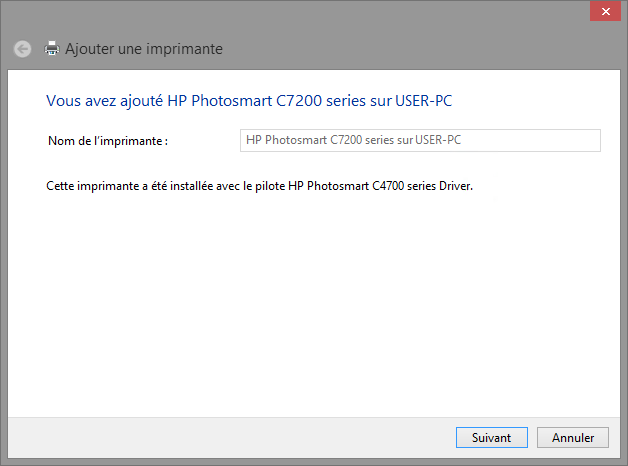 Ajouter une imprimante
Vous avez ajouté HP Photosmart C7200 series sur USER-PC
Nom de l'imprimante : HP Photosmart C7200 series sur USER-PC
Cette imprimante a été installée avec le pilote HP Photosmart C4700 series Driver.
Suivant Annuler